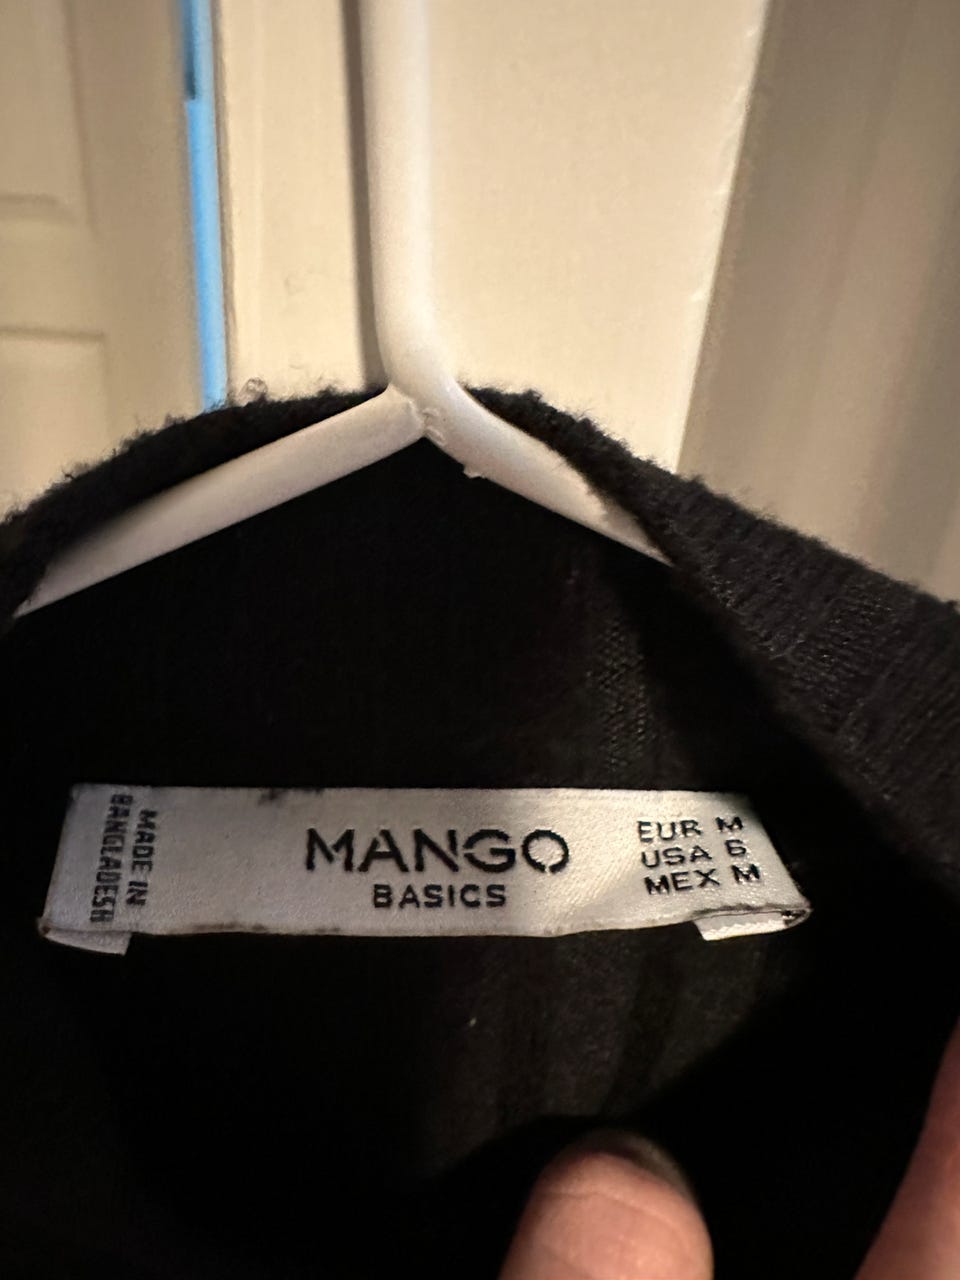 MADE IN
BANGLADESH
MANGO
BASICS
EUR M
USA 6
MEX M